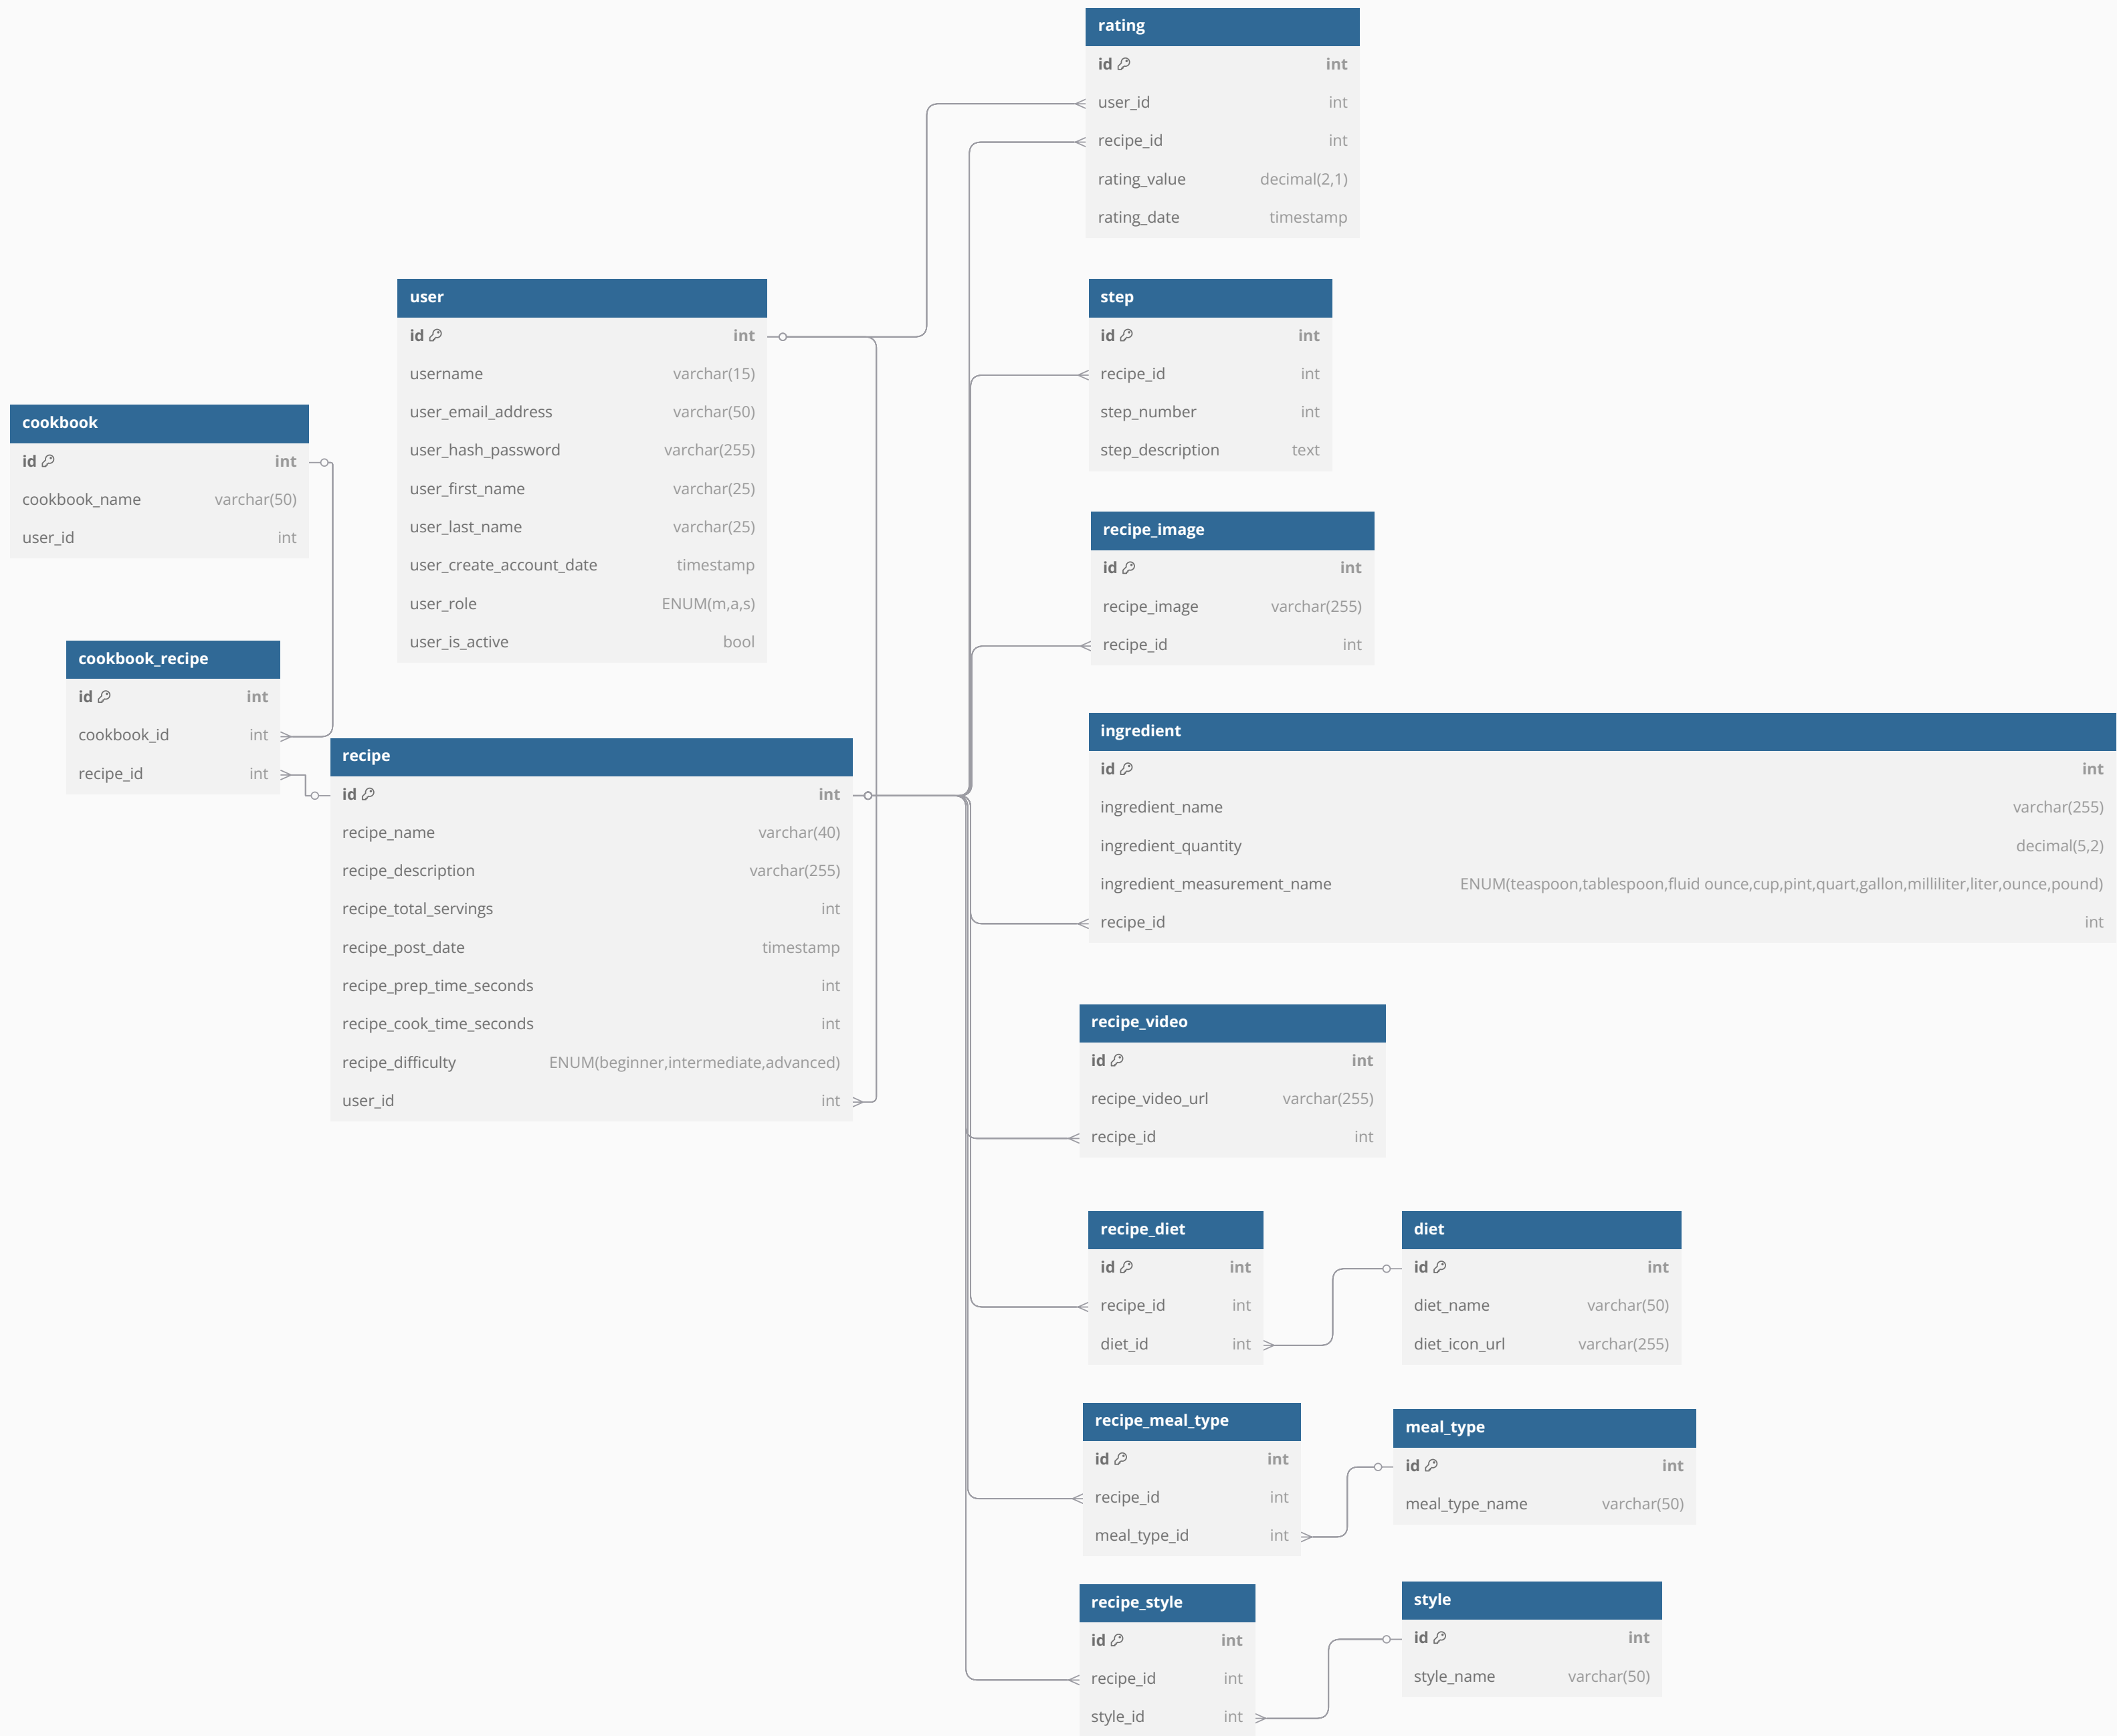 rating
id int
user_id int
recipe_id int
rating_value decimal(2,1)
rating_date timestamp
user
id int
username varchar(15)
user_email_address varchar(50)
user_hash_password varchar(255)
user_first_name varchar(25)
user_last_name varchar(25)
user_create_account_date timestamp
user_role ENUM(m,a,s)
user_is_active bool
step
id int
recipe_id int
step_number int
step_description text
cookbook
id int
cookbook_name varchar(50)
user_id int
recipe_image
id int
recipe_image varchar(255)
recipe_id int
cookbook_recipe
id int
cookbook_id int
recipe_id int
recipe
id int
recipe_name varchar(40)
recipe_description varchar(255)
recipe_total_servings int
recipe_post_date timestamp
recipe_prep_time_seconds int
recipe_cook_time_seconds int
recipe_difficulty ENUM(beginner,intermediate,advanced)
user_id int
ingredient
id int
ingredient_name varchar(255)
ingredient_quantity decimal(5,2)
ingredient_measurement_name ENUM(teaspoon,tablespoon,fluid ounce,cup,pint,quart,gallon,milliliter,liter,ounce,pound)
recipe_id int
recipe_video
id int
recipe_video_url varchar(255)
recipe_id int
recipe_diet
id int
recipe_id int
diet_id int
diet
id int
diet_name varchar(50)
diet_icon_url varchar(255)
recipe_meal_type
id int
recipe_id int
meal_type_id int
meal_type
id int
meal_type_name varchar(50)
recipe_style
id int
recipe_id int
style_id int
style
id int
style_name varchar(50)